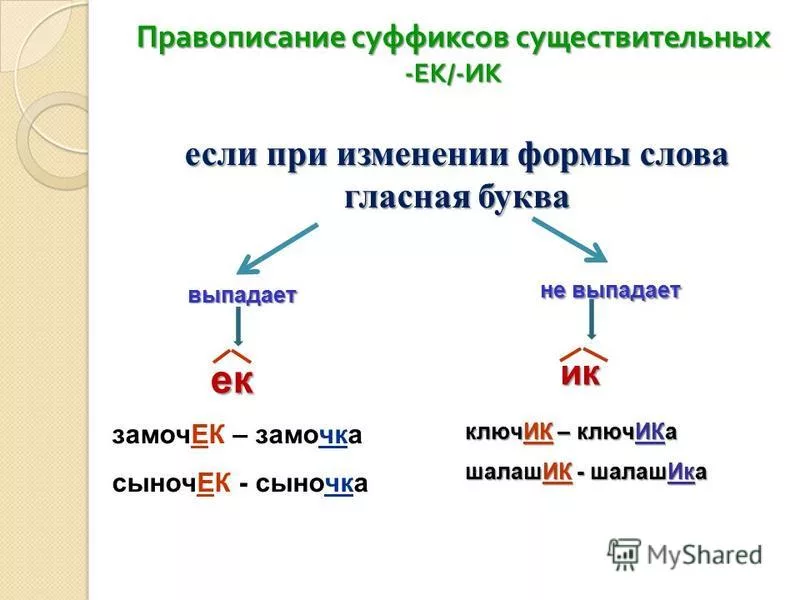 Правописание суффиксов существительных
-ЕК/-ИК
если при изменении формы слова
гласная буква
выпадает
не выпадает
ек
ик
замочЕК – замочка
сыночЕК - сыночка
ключИК – ключИКа
шалашИК - шалашИка
MyShared